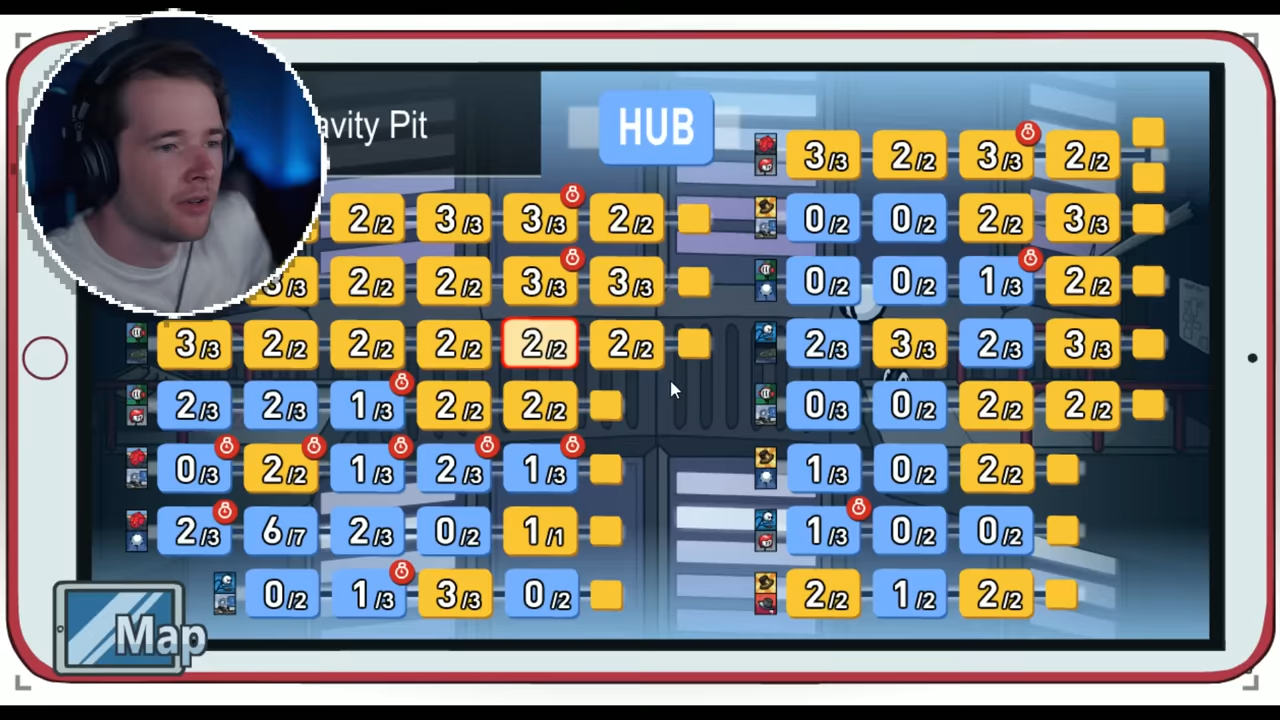 avity Pit
HUB
3/3 2/2 3/3 2/2
2/2 3/3 3/3 2/2
0/2 0/2 2/2 3/3
3/3 2/2 2/2 3/3 3/3
0/2 0/2 1/3 2/2
3/3 2/2 2/2 2/2 2/2 2/2
2/3 3/3 2/3 3/3
2/3 2/3 1/3 2/2 2/2
0/3 0/2 2/2 2/2
0/3 2/2 1/3 2/3 1/3
1/3 0/2 2/2
2/3 6/7 2/3 0/2 1/1
1/3 0/2 0/2
0/2 1/3 3/3 0/2
2/2 1/2 2/2
Map